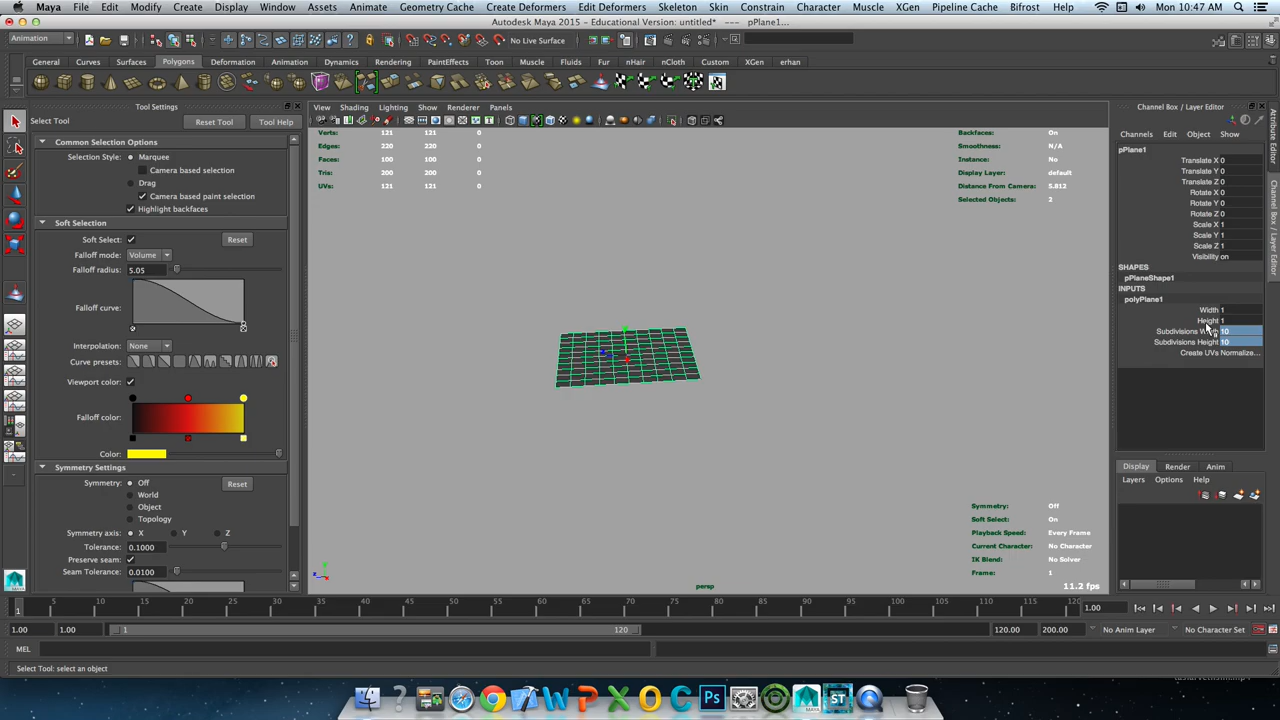 Maya File Edit Modify Create Display Window Assets Animate Geometry Cache Create Deformers Edit Deformers Skeleton Skin Constrain Character Muscle XGen Pipeline Cache Bifrost Help Mon 10:47 AM
Autodesk Maya 2015 - Educational Version: untitled* --- pPlane1...
Animation No Live Surface
General Curves Surfaces Polygons Deformation Animation Dynamics Rendering PaintEffects Toon Muscle Fluids Fur nHair nCloth Custom XGen erhan
Tool Settings
Select Tool Reset Tool Tool Help
Common Selection Options
Selection Style: Marquee
Camera based selection
Drag
Camera based paint selection
Highlight backfaces
Soft Selection
Soft Select: Reset
Falloff mode: Volume
Falloff radius: 5.05
Falloff curve:
Interpolation: None
Curve presets:
Viewport color:
Falloff color:
Color:
Symmetry Settings
Symmetry: Off Reset
World
Object
Topology
Symmetry axis: X Y Z
Tolerance: 0.1000
Preserve seam:
Seam Tolerance: 0.0100
View Shading Lighting Show Renderer Panels
Verts: 121 121 0
Edges: 220 220 0
Faces: 100 100 0
Tris: 200 200 0
UVs: 121 121 0
Backfaces: On
Smoothness: N/A
Instance: No
Display Layer: default
Distance From Camera: 5.812
Selected Objects: 2
Symmetry: Off
Soft Select: On
Playback Speed: Every Frame
Current Character: No Character
IK Blend: No Solver
Frame: 1
persp
11.2 fps
Channel Box / Layer Editor
Channels Edit Object Show
pPlane1
Translate X 0
Translate Y 0
Translate Z 0
Rotate X 0
Rotate Y 0
Rotate Z 0
Scale X 1
Scale Y 1
Scale Z 1
Visibility on
SHAPES
pPlaneShape1
INPUTS
polyPlane1
Width 1
Height 1
Subdivisions Width 10
Subdivisions Height 10
Create UVs Normalize...
Display Render Anim
Layers Options Help
Attribute Editor
Channel Box / Layer Editor
1 5 10 15 20 25 30 35 40 45 50 55 60 65 70 75 80 85 90 95 100 105 110 115 120 1.00
1.00 1.00 1 120 120.00 200.00 No Anim Layer No Character Set
MEL
Select Tool: select an object